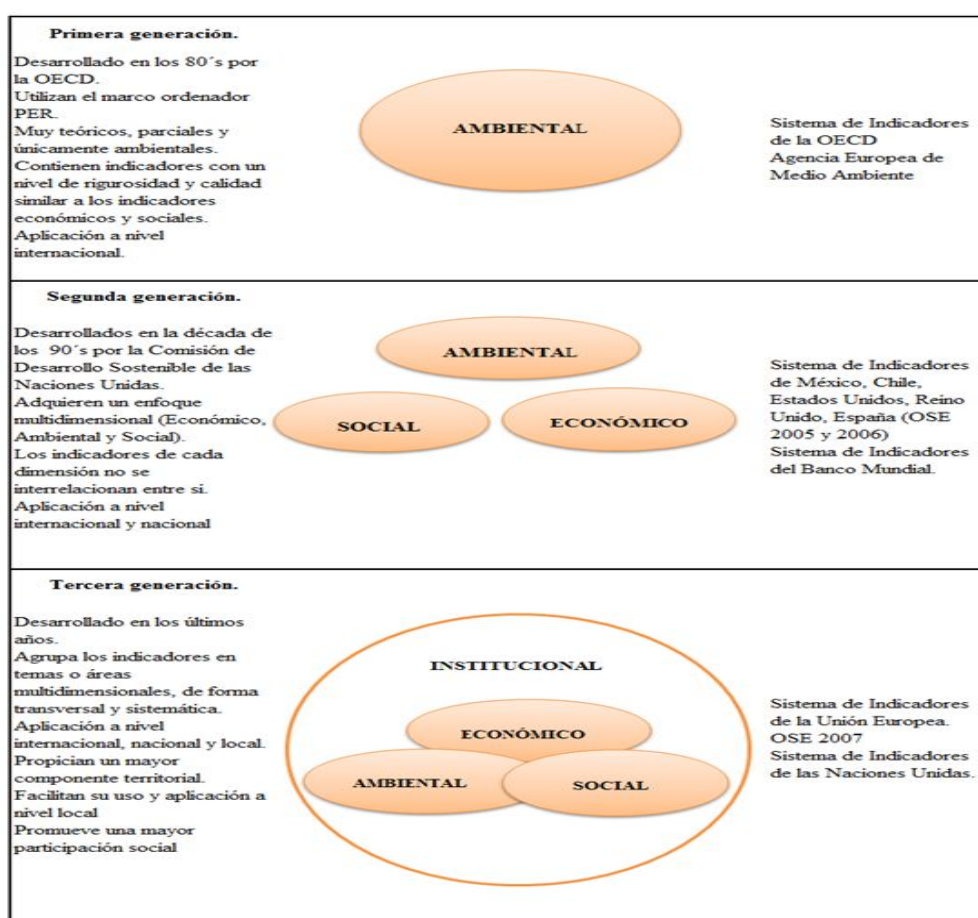 Primera generación.
Desarrollado en los 80´s por
la OECD.
Utilizan el marco ordenador
PER.
Muy teóricos, parciales y
únicamente ambientales.
Contienen indicadores con un
nivel de rigurosidad y calidad
similar a los indicadores
económicos y sociales.
Aplicación a nivel
internacional.
AMBIENTAL
Sistema de Indicadores
de la OECD
Agencia Europea de
Medio Ambiente
Segunda generación.
Desarrollados en la década de
los 90´s por la Comisión de
Desarrollo Sostenible de las
Naciones Unidas.
Adquieren un enfoque
multidimensional (Económico,
Ambiental y Social).
Los indicadores de cada
dimensión no se
interrelacionan entre si.
Aplicación a nivel
internacional y nacional
AMBIENTAL
SOCIAL
ECONÓMICO
Sistema de Indicadores
de México, Chile,
Estados Unidos, Reino
Unido, España (OSE
2005 y 2006)
Sistema de Indicadores
del Banco Mundial.
Tercera generación.
Desarrollado en los últimos
años.
Agrupa los indicadores en
temas o áreas
multidimensionales, de forma
transversal y sistemática.
Aplicación a nivel
internacional, nacional y local.
Propician un mayor
componente territorial.
Facilitan su uso y aplicación a
nivel local
Promueve una mayor
participación social
INSTITUCIONAL
ECONÓMICO
AMBIENTAL
SOCIAL
Sistema de Indicadores
de la Unión Europea.
OSE 2007
Sistema de Indicadores
de las Naciones Unidas.